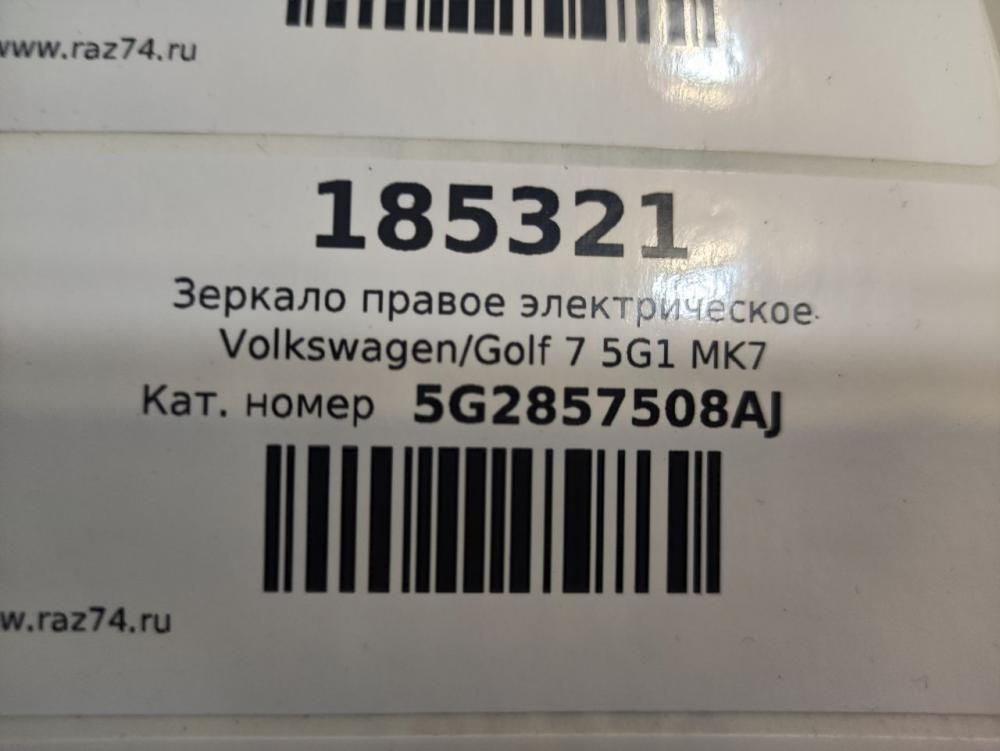 www.raz74.ru
185321
Зеркало правое электрическое
Volkswagen/Golf 7 5G1 MK7
Кат. номер 5G2857508AJ
w.raz74.ru